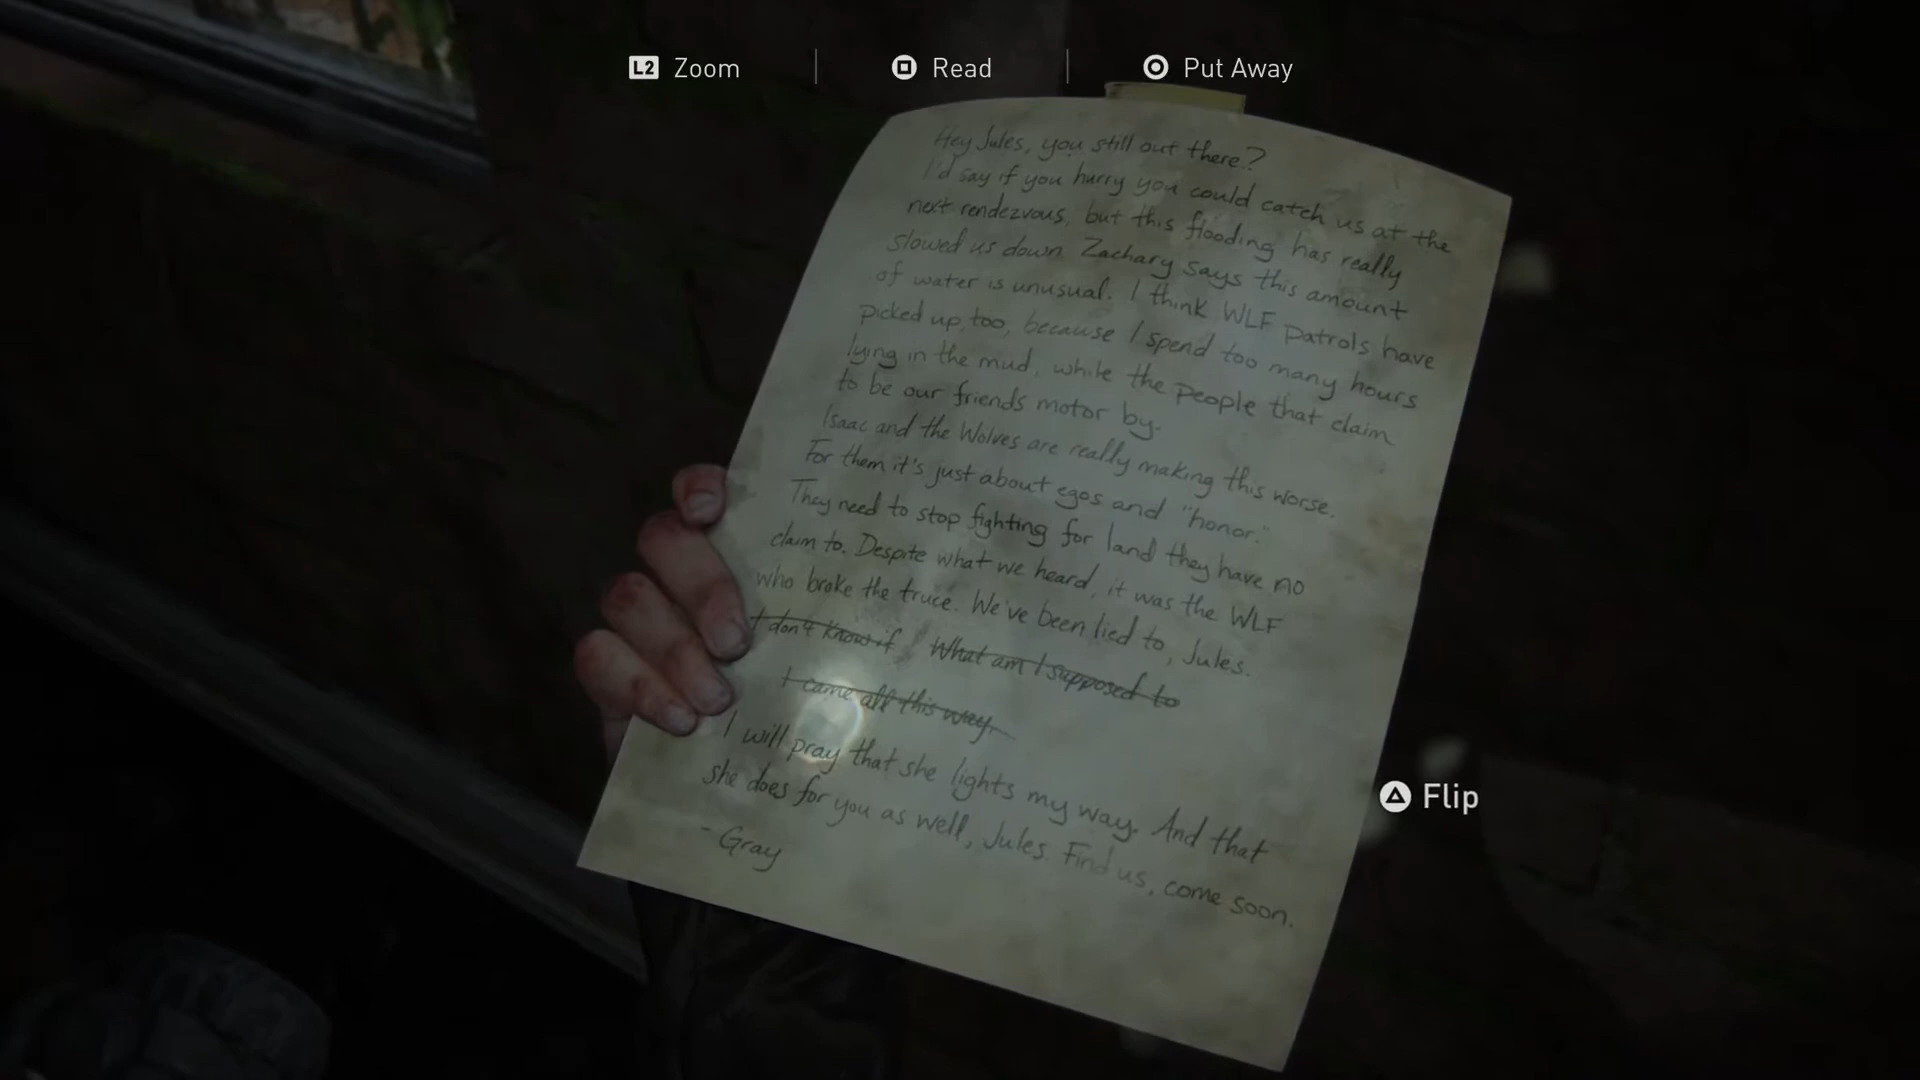 L2 Zoom | Read | Put Away
Hey Jules, you still out there?
I'd say if you hurry you could catch us at the
next rendezvous, but this flooding has really
slowed us down. Zachary says this amount
of water is unusual. I think WLF patrols have
picked up, too, because I spend too many hours
lying in the mud, while the people that claim
to be our friends motor by.
Isaac and the Wolves are really making this worse.
For them it's just about egos and "honor."
They need to stop fighting for land they have no
claim to. Despite what we heard, it was the WLF
who broke the truce. We've been lied to, Jules.
I don't know if What am I supposed to
I came all this way.
I will pray that she lights my way. And that
she does for you as well, Jules. Find us, come soon.
- Gray
Flip